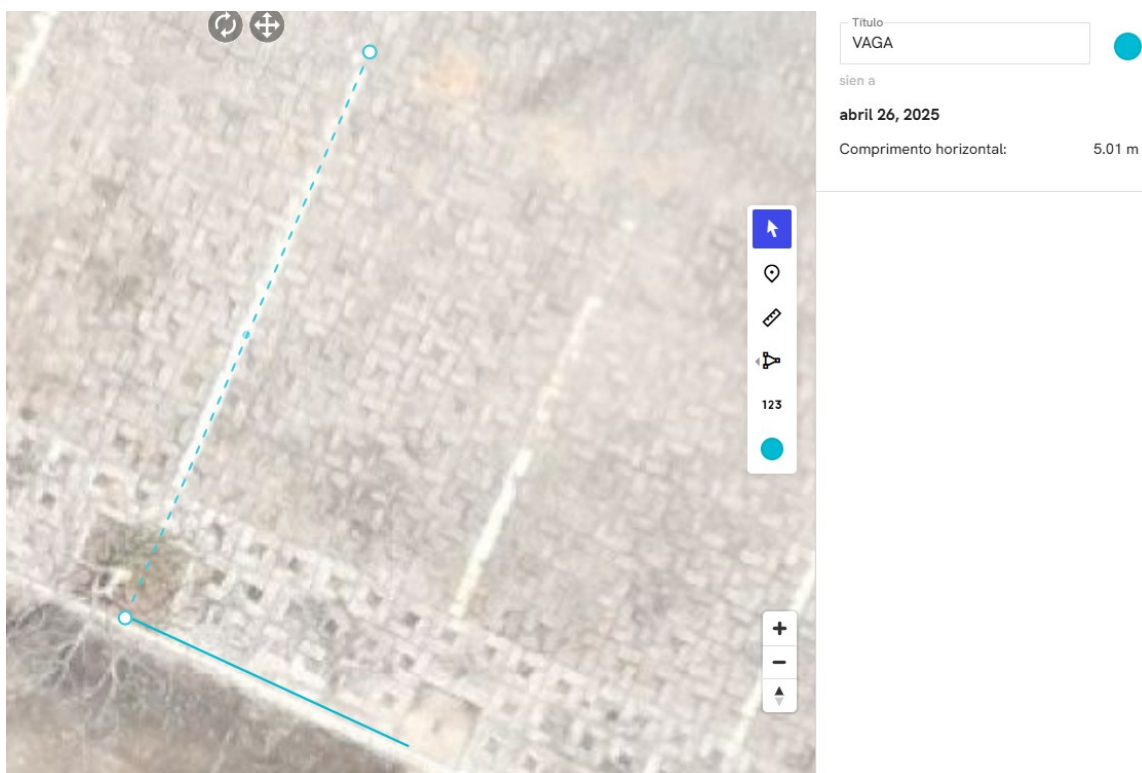 Título
VAGA
sien a
abril 26, 2025
Comprimento horizontal: 5.01 m
123